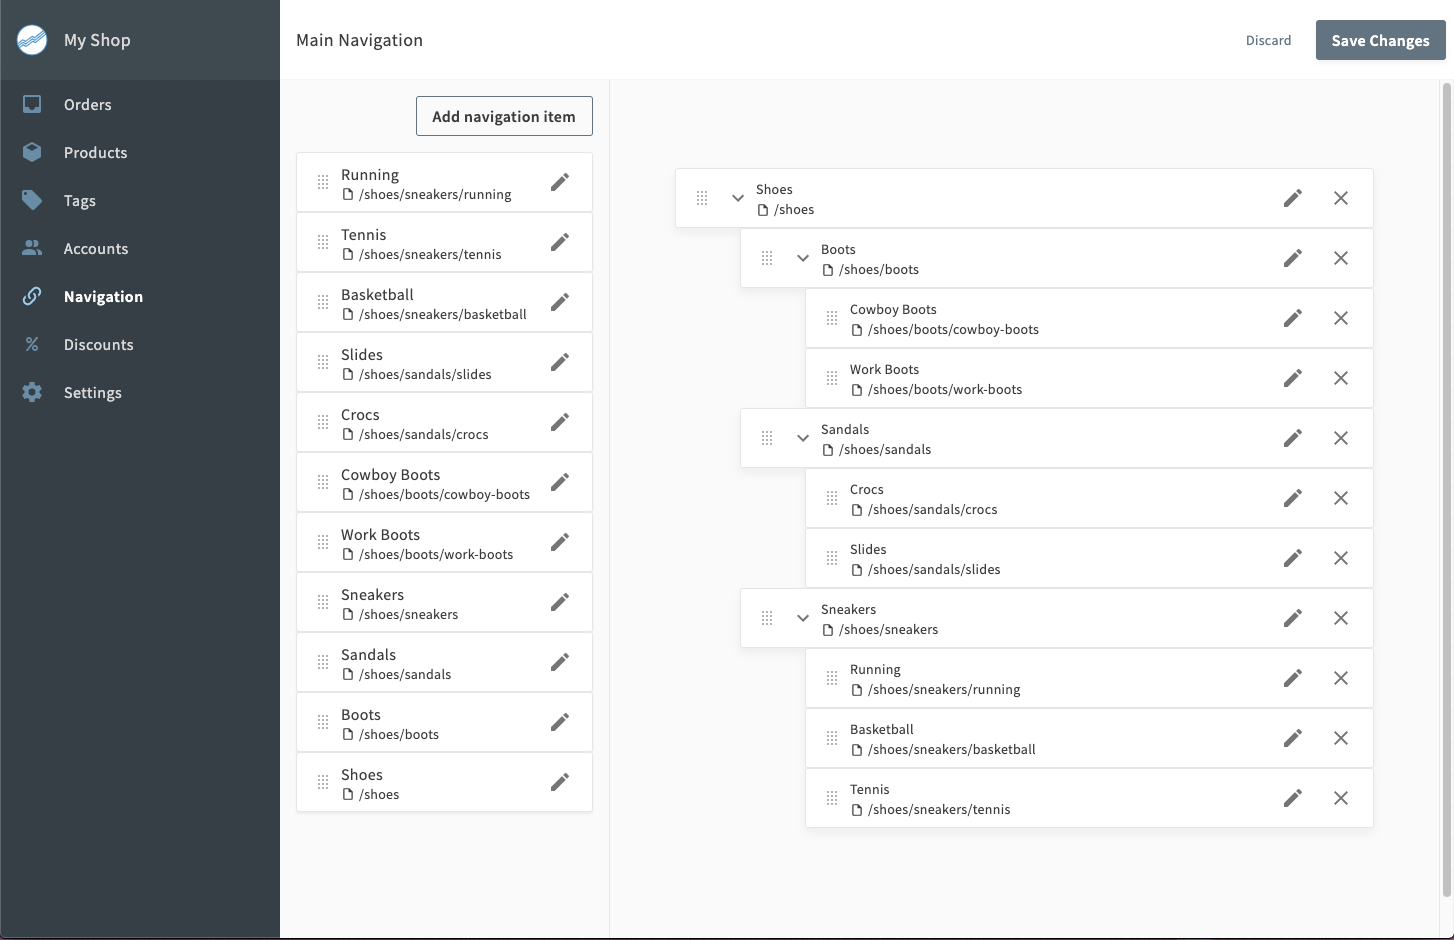 My Shop
Orders
Products
Tags
Accounts
Navigation
Discounts
Settings
Main Navigation
Discard
Save Changes
Add navigation item
Running
/shoes/sneakers/running
Tennis
/shoes/sneakers/tennis
Basketball
/shoes/sneakers/basketball
Slides
/shoes/sandals/slides
Crocs
/shoes/sandals/crocs
Cowboy Boots
/shoes/boots/cowboy-boots
Work Boots
/shoes/boots/work-boots
Sneakers
/shoes/sneakers
Sandals
/shoes/sandals
Boots
/shoes/boots
Shoes
/shoes
Shoes
/shoes
Boots
/shoes/boots
Cowboy Boots
/shoes/boots/cowboy-boots
Work Boots
/shoes/boots/work-boots
Sandals
/shoes/sandals
Crocs
/shoes/sandals/crocs
Slides
/shoes/sandals/slides
Sneakers
/shoes/sneakers
Running
/shoes/sneakers/running
Basketball
/shoes/sneakers/basketball
Tennis
/shoes/sneakers/tennis